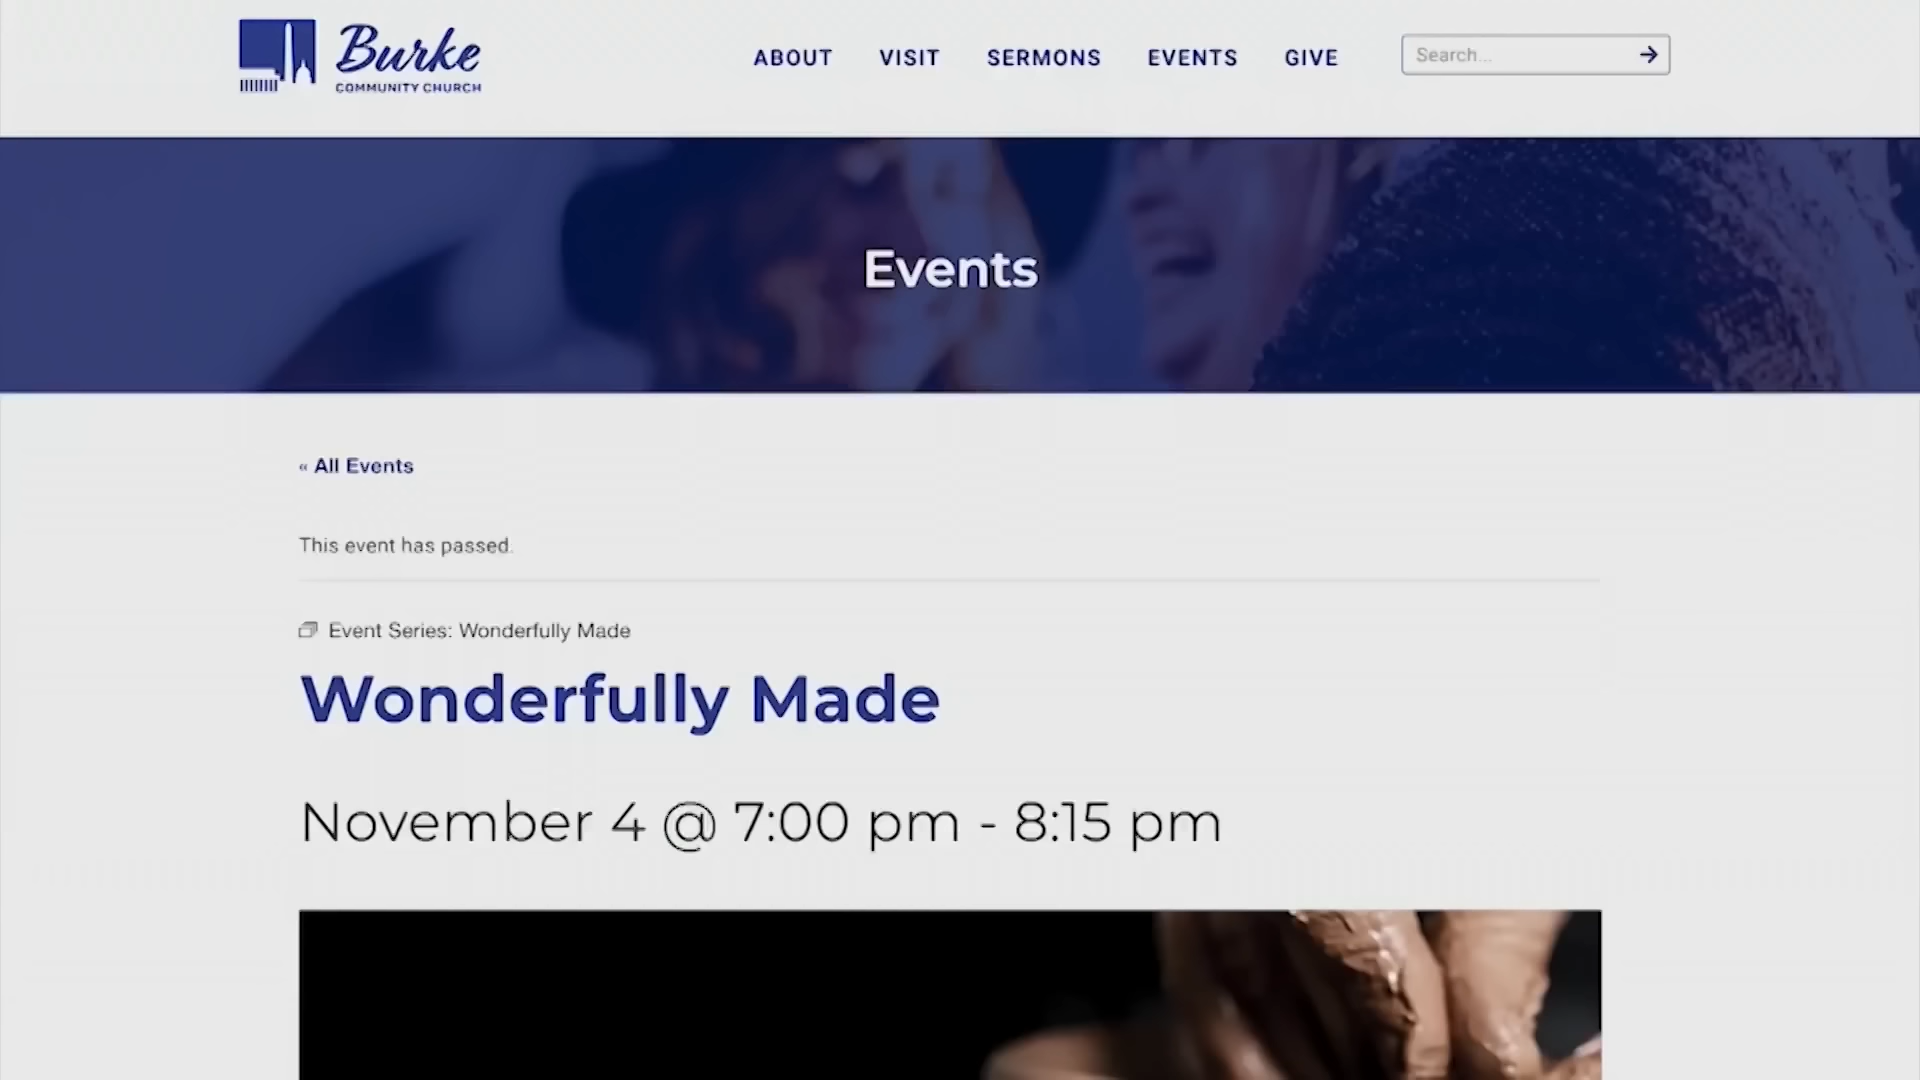 Burke
COMMUNITY CHURCH
ABOUT VISIT SERMONS EVENTS GIVE
Search...
Events
« All Events
This event has passed.
Event Series: Wonderfully Made
Wonderfully Made
November 4 @ 7:00 pm - 8:15 pm